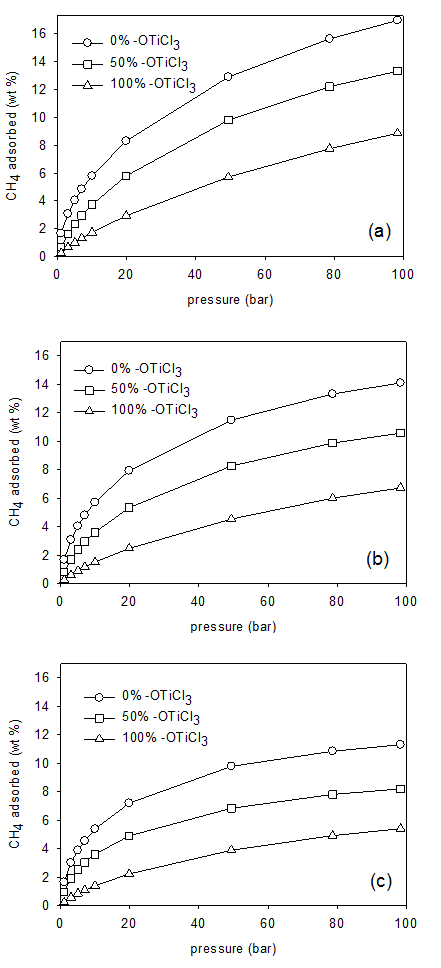 16
14
12
10
8
6
4
2
0
CH4 adsorbed (wt %)
0% -OTiCl3
50% -OTiCl3
100% -OTiCl3
(a)
0 20 40 60 80 100
pressure (bar)
16
14
12
10
8
6
4
2
0
CH4 adsorbed (wt %)
0% -OTiCl3
50% -OTiCl3
100% -OTiCl3
(b)
0 20 40 60 80 100
pressure (bar)
16
14
12
10
8
6
4
2
0
CH4 adsorbed (wt %)
0% -OTiCl3
50% -OTiCl3
100% -OTiCl3
(c)
0 20 40 60 80 100
pressure (bar)